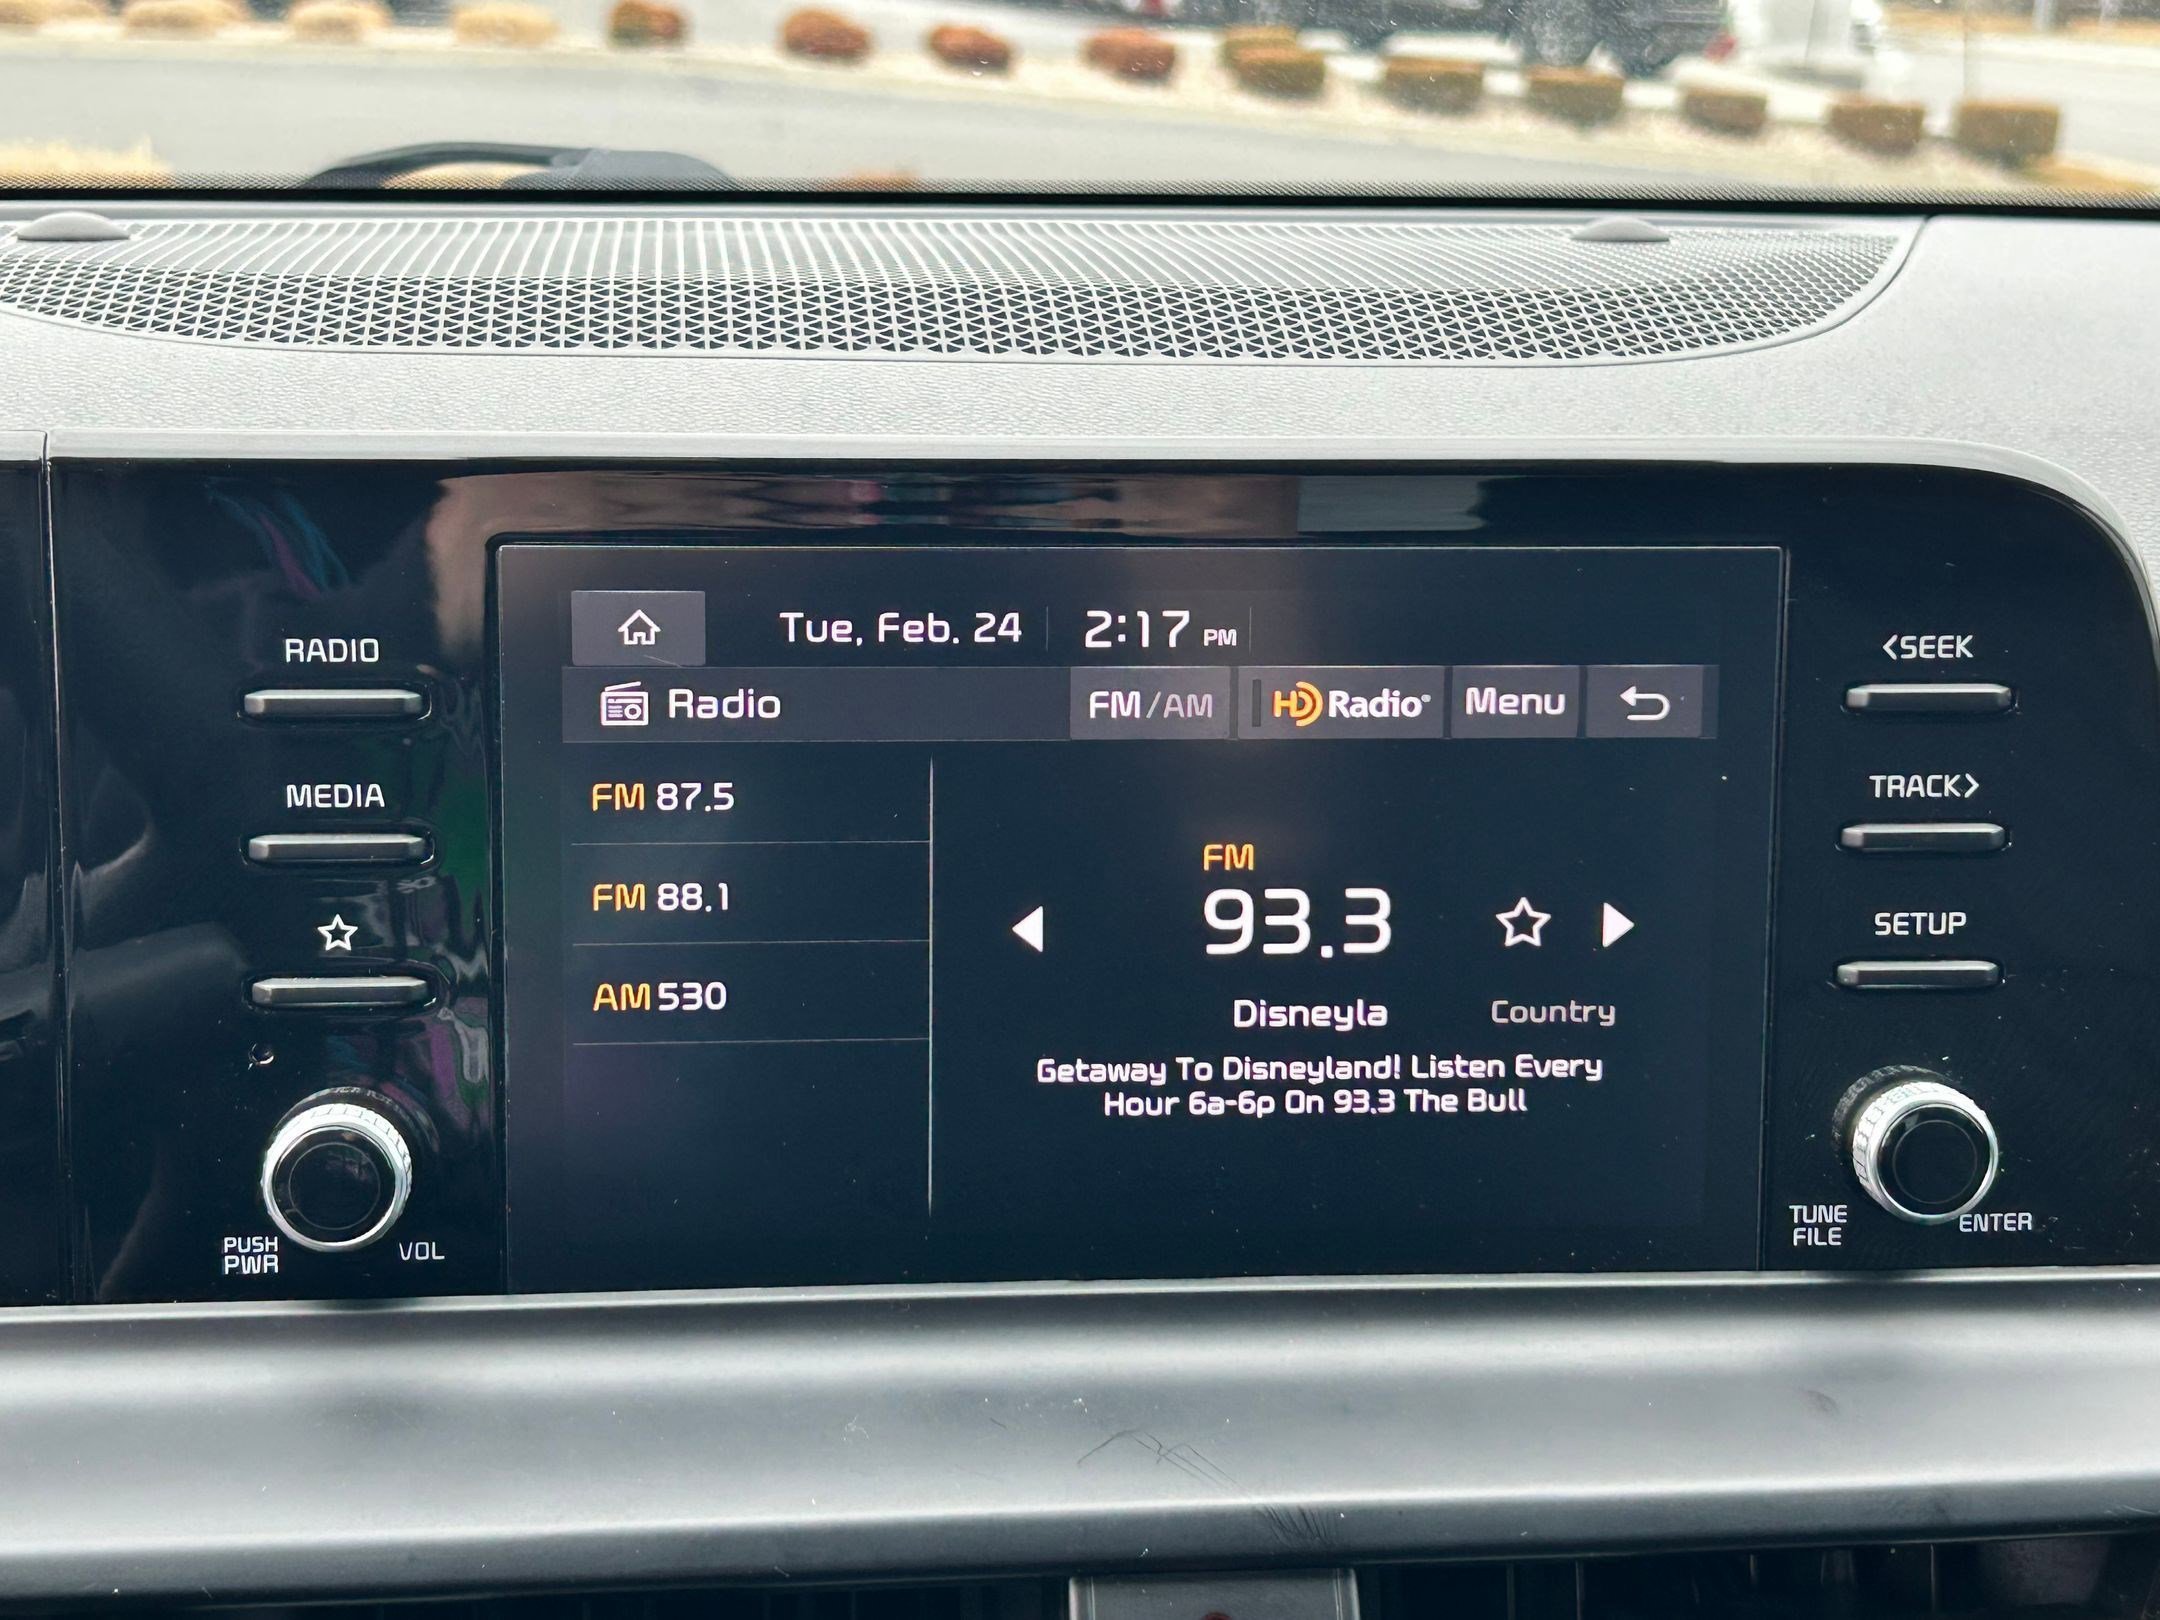 RADIO
MEDIA
PUSH
PWR
VOL
Tue, Feb. 24
2:17 PM
Radio
FM/AM
HD Radio®
Menu
FM 87.5
FM 88.1
AM 530
FM
93.3
Disneyla
Country
Getaway To Disneyland! Listen Every
Hour 6a-6p On 93.3 The Bull
<SEEK
TRACK>
SETUP
TUNE
FILE
ENTER